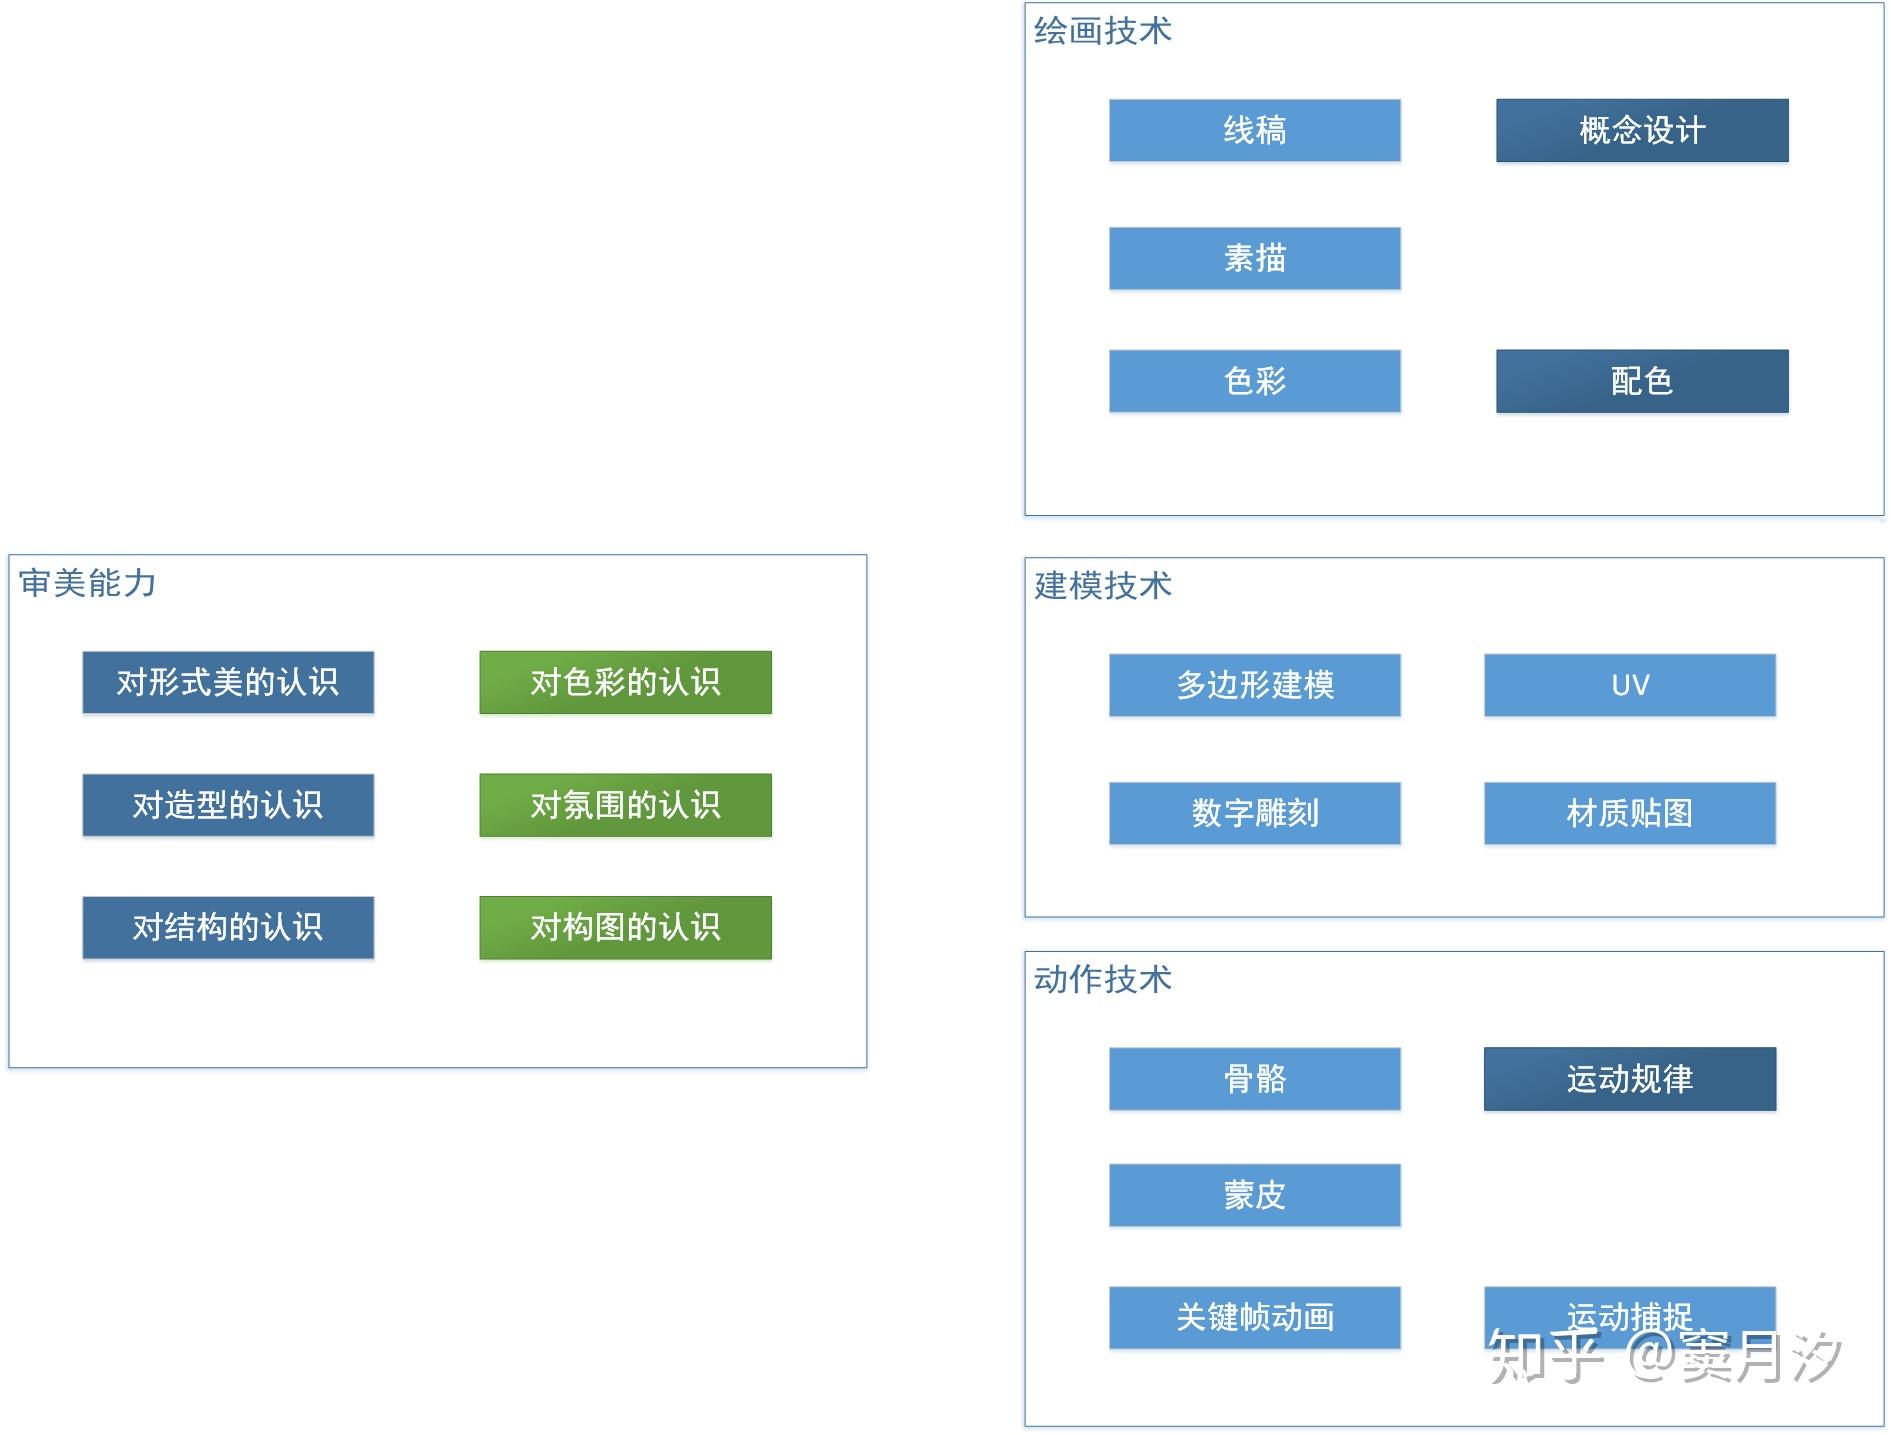 绘画技术
线稿
概念设计
素描
色彩
配色
审美能力
对形式美的认识
对色彩的认识
对造型的认识
对氛围的认识
对结构的认识
对构图的认识
建模技术
多边形建模
UV
数字雕刻
材质贴图
动作技术
骨骼
运动规律
蒙皮
关键帧动画
运动捕捉
知乎 @窦月汐